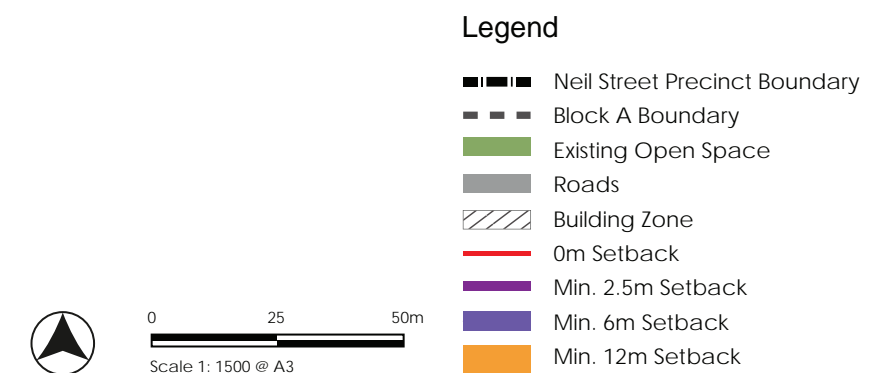 Legend
Neil Street Precinct Boundary
Block A Boundary
Existing Open Space
Roads
Building Zone
0m Setback
Min. 2.5m Setback
Min. 6m Setback
Min. 12m Setback
0 25 50m
Scale 1: 1500 @ A3